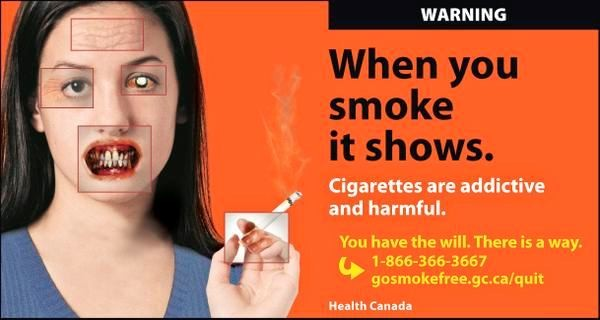 WARNING
When you
smoke
it shows.
Cigarettes are addictive
and harmful.
You have the will. There is a way.
1-866-366-3667
gosmokefree.gc.ca/quit
Health Canada